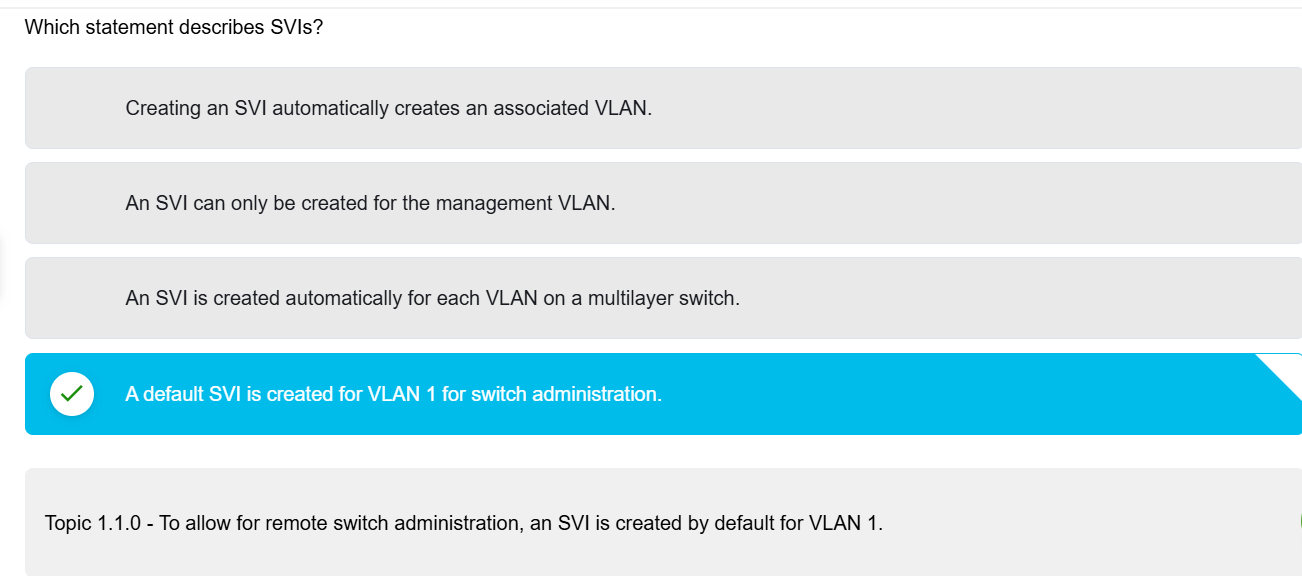 Which statement describes SVIs?
Creating an SVI automatically creates an associated VLAN.
An SVI can only be created for the management VLAN.
An SVI is created automatically for each VLAN on a multilayer switch.
A default SVI is created for VLAN 1 for switch administration.
Topic 1.1.0 - To allow for remote switch administration, an SVI is created by default for VLAN 1.